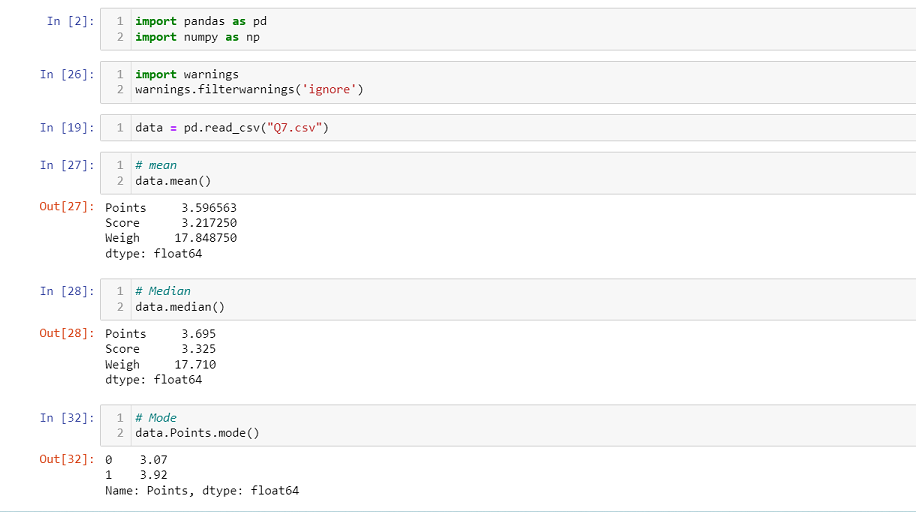 In [2]: 1 import pandas as pd
2 import numpy as np
In [26]: 1 import warnings
2 warnings.filterwarnings('ignore')
In [19]: 1 data = pd.read_csv("Q7.csv")
In [27]: 1 # mean
2 data.mean()
Out[27]: Points 3.596563
Score 3.217250
Weigh 17.848750
dtype: float64
In [28]: 1 # Median
2 data.median()
Out[28]: Points 3.695
Score 3.325
Weigh 17.710
dtype: float64
In [32]: 1 # Mode
2 data.Points.mode()
Out[32]: 0 3.07
1 3.92
Name: Points, dtype: float64